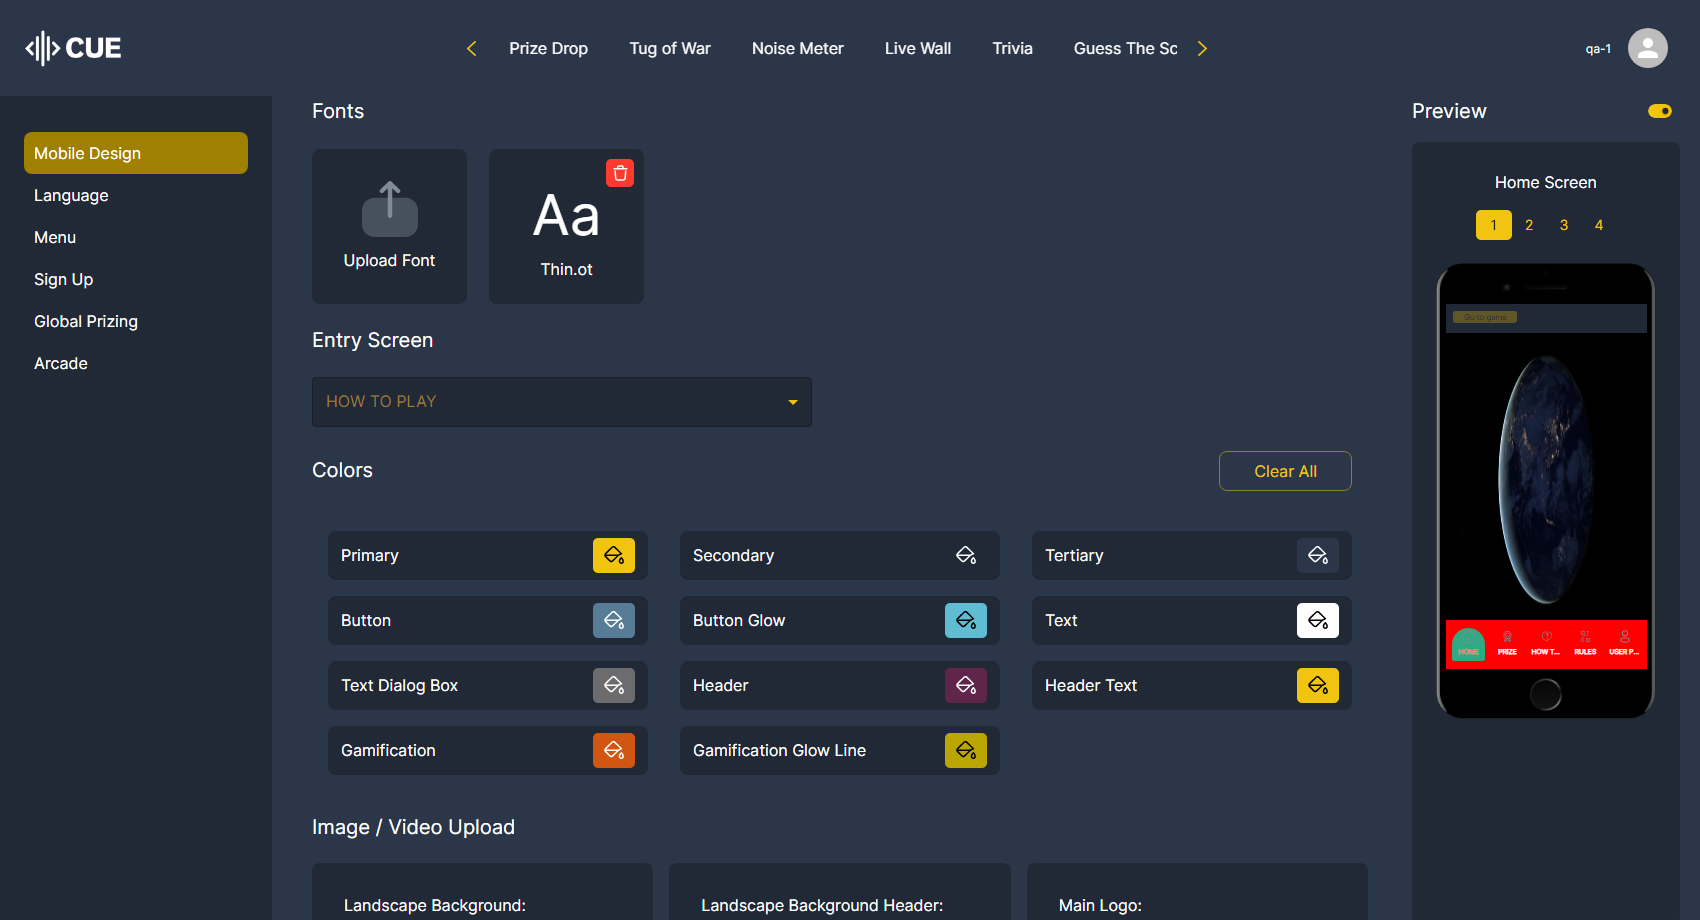 CUE
Prize Drop
Tug of War
Noise Meter
Live Wall
Trivia
Guess The Sc
qa-1
Mobile Design
Language
Menu
Sign Up
Global Prizing
Arcade
Fonts
Upload Font
Aa
Thin.ot
Entry Screen
HOW TO PLAY
Colors
Clear All
Primary
Secondary
Tertiary
Button
Button Glow
Text
Text Dialog Box
Header
Header Text
Gamification
Gamification Glow Line
Image / Video Upload
Landscape Background:
Landscape Background Header:
Main Logo:
Preview
Home Screen
1 2 3 4
Go to game
HOME
PRIZE
HOW T...
RULES
USER P...